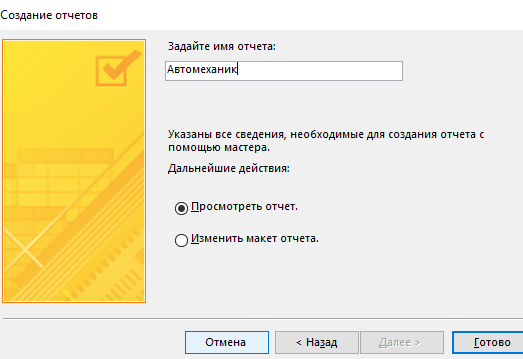 Создание отчетов
Задайте имя отчета:
Автомеханик
Указаны все сведения, необходимые для создания отчета с
помощью мастера.
Дальнейшие действия:
Просмотреть отчет.
Изменить макет отчета.
Отмена
< Назад
Далее >
Готово